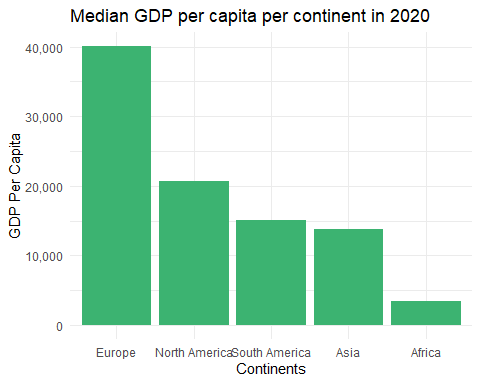 Median GDP per capita per continent in 2020
GDP Per Capita
40,000
30,000
20,000
10,000
0
Europe North America South America Asia Africa
Continents